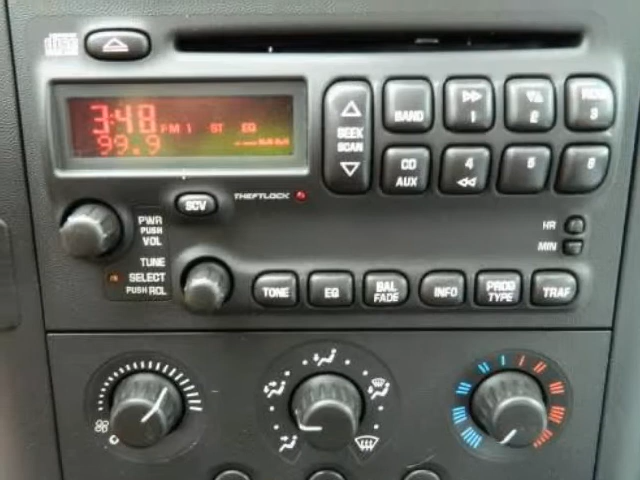 disc
3:48 FM 1 ST EQ
99.9
SEEK
SCAN
BAND
1
2
RDM
3
CD
AUX
4
5
6
SCV
THEFTLOCK
PWR
PUSH
VOL
HR
MIN
TUNE
SELECT
PUSH RCL
TONE
EQ
BAL
FADE
INFO
PROG
TYPE
TRAF